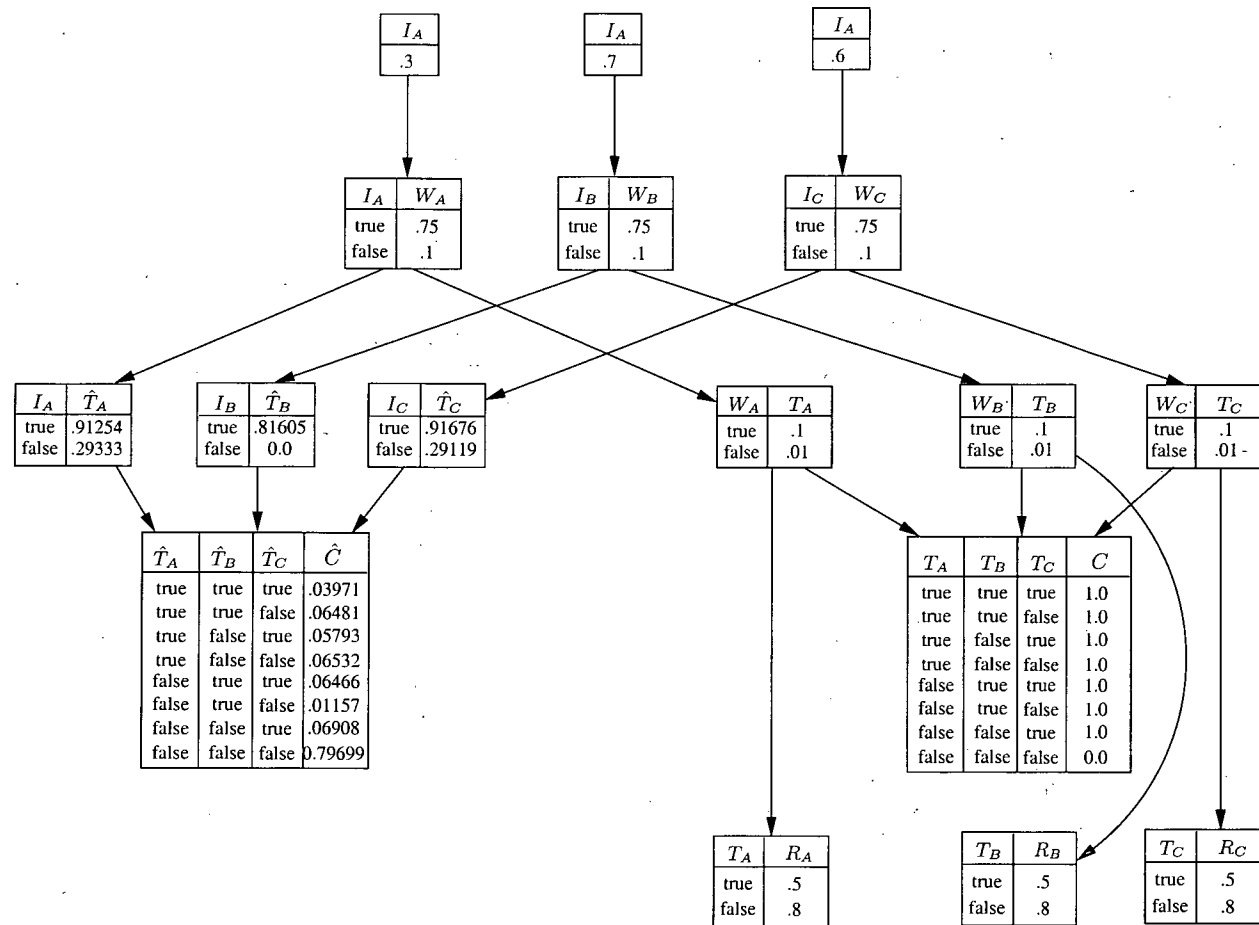 I_A I_A I_A
.3 .7 .6
I_A W_A I_B W_B I_C W_C
true .75 true .75 true .75
false .1 false .1 false .1
I_A T̂_A I_B T̂_B I_C T̂_C W_A T_A W_B T_B W_C T_C
true .91254 true .81605 true .91676 true .1 true .1 true .1
false .29333 false 0.0 false .29119 false .01 false .01 false .01
T̂_A T̂_B T̂_C Ĉ T_A T_B T_C C
true true true .03971 true true true 1.0
true true false .06481 true true false 1.0
true false true .05793 true false true 1.0
true false false .06532 true false false 1.0
false true true .06466 false true true 1.0
false true false .01157 false true false 1.0
false false true .06908 false false true 1.0
false false false 0.79699 false false false 0.0
T_A R_A T_B R_B T_C R_C
true .5 true .5 true .5
false .8 false .8 false .8